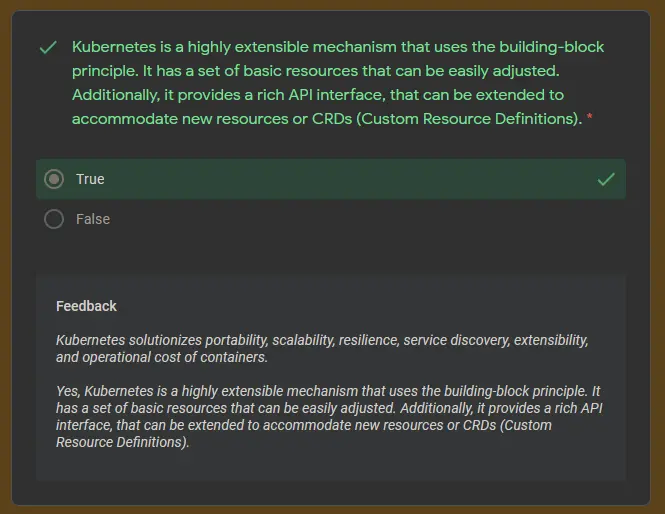 Kubernetes is a highly extensible mechanism that uses the building-block
principle. It has a set of basic resources that can be easily adjusted.
Additionally, it provides a rich API interface, that can be extended to
accommodate new resources or CRDs (Custom Resource Definitions). *
True
False
Feedback
Kubernetes solutionizes portability, scalability, resilience, service discovery, extensibility,
and operational cost of containers.
Yes, Kubernetes is a highly extensible mechanism that uses the building-block principle. It
has a set of basic resources that can be easily adjusted. Additionally, it provides a rich API
interface, that can be extended to accommodate new resources or CRDs (Custom
Resource Definitions).